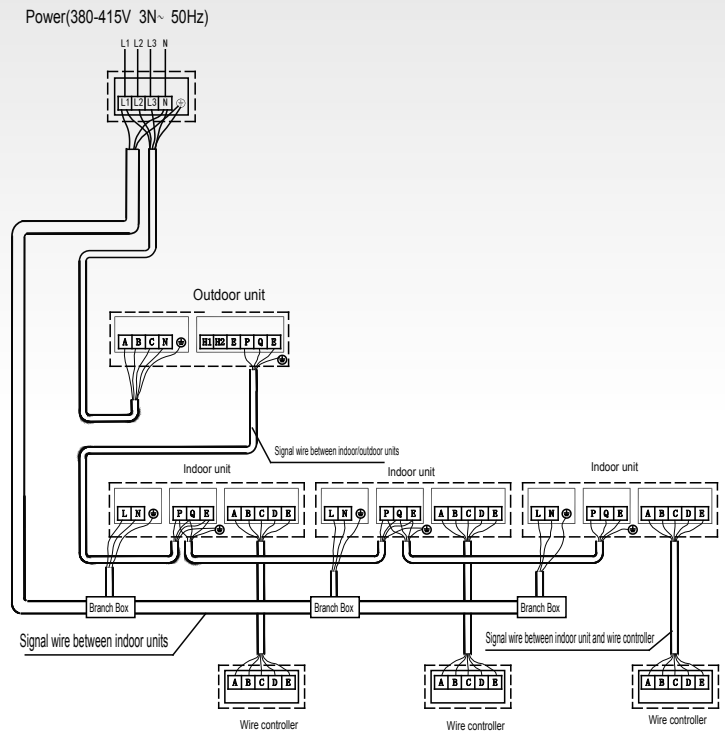 Power(380-415V 3N~ 50Hz)
L1 L2 L3 N
L1 L2 L3 N
Outdoor unit
A B C N
H1 H2 E P Q E
Signal wire between indoor/outdoor units
Indoor unit
Indoor unit
Indoor unit
L N
P Q E
A B C D E
L N
P Q E
A B C D E
L N
P Q E
A B C D E
Branch Box
Branch Box
Branch Box
Signal wire between indoor units
Signal wire between indoor unit and wire controller
A B C D E
A B C D E
A B C D E
Wire controller
Wire controller
Wire controller